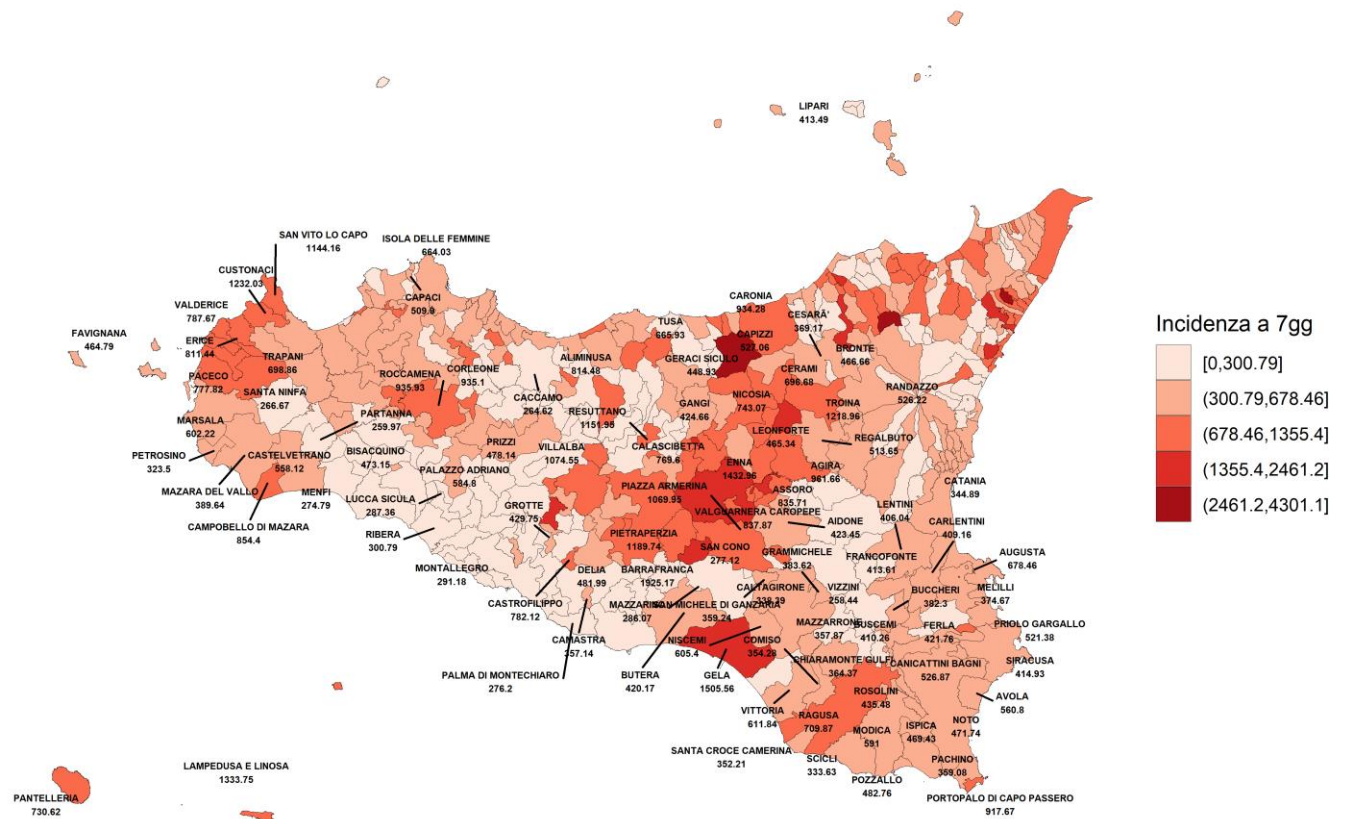 LIPARI
413.49
SAN VITO LO CAPO
1144.16
ISOLA DELLE FEMMINE
664.03
CUSTONACI
1232.03
CAPACI
509.9
VALDERICE
787.67
CARONIA
934.28
CESARÀ'
369.17
FAVIGNANA
464.79
ERICE
811.44
TRAPANI
698.86
TUSA
665.93
CAPIZZI
527.06
BRONTE
466.66
PACECO
777.82
SANTA NINFA
266.67
ROCCAMENA
935.93
CORLEONE
935.1
ALIMINUSA
814.48
GERACI SICULO
448.93
CERAMI
696.68
RANDAZZO
526.22
MARSALA
602.22
PARTANNA
259.97
CACCAMO
264.62
RESUTTANO
1151.95
GANGI
424.66
NICOSIA
743.07
TROINA
1218.96
PETROSINO
323.5
CASTELVETRANO
558.12
BISACQUINO
473.15
PRIZZI
478.14
VILLALBA
1074.55
CALASCIBETTA
769.6
LEONFORTE
465.34
REGALBUTO
513.65
MAZARA DEL VALLO
389.64
MENFI
274.79
PALAZZO ADRIANO
584.8
ENNA
1432.96
AGIRA
961.66
CATANIA
344.89
CAMPOBELLO DI MAZARA
854.4
LUCCA SICULA
287.36
GROTTE
429.75
PIAZZA ARMERINA
1069.95
ASSORO
835.71
VALGUARNERA CAROPEPE
837.87
LENTINI
406.04
CARLENTINI
409.16
RIBERA
300.79
PIETRAPERZIA
1189.74
SAN CONO
277.12
AIDONE
423.45
GRAMMICHELE
383.62
FRANCOFONTE
413.61
AUGUSTA
678.46
MONTALLEGRO
291.18
DELIA
481.99
BARRAFRANCA
1925.17
CALTAGIRONE
338.39
VIZZINI
258.44
BUCCHERI
382.3
MELILLI
374.67
CASTROFILIPPO
782.12
MAZZARINO
286.07
SAN MICHELE DI GANZARIA
359.24
MAZZARRONE
357.87
BUSCEMI
410.26
FERLA
421.76
PRIOLO GARGALLO
521.38
CAMASTRA
357.14
NISCEMI
605.4
COMISO
354.28
CHIARAMONTE GULFI
364.37
CANICATTINI BAGNI
526.87
SIRACUSA
414.93
PALMA DI MONTECHIARO
276.2
BUTERA
420.17
GELA
1505.56
ROSOLINI
435.48
AVOLA
560.8
VITTORIA
611.84
RAGUSA
709.87
MODICA
591
ISPICA
469.43
NOTO
471.74
SANTA CROCE CAMERINA
352.21
SCICLI
333.63
PACHINO
359.08
POZZALLO
482.76
PORTOPALO DI CAPO PASSERO
917.67
LAMPEDUSA E LINOSA
1333.75
PANTELLERIA
730.62
Incidenza a 7gg
[0,300.79]
(300.79,678.46]
(678.46,1355.4]
(1355.4,2461.2]
(2461.2,4301.1]